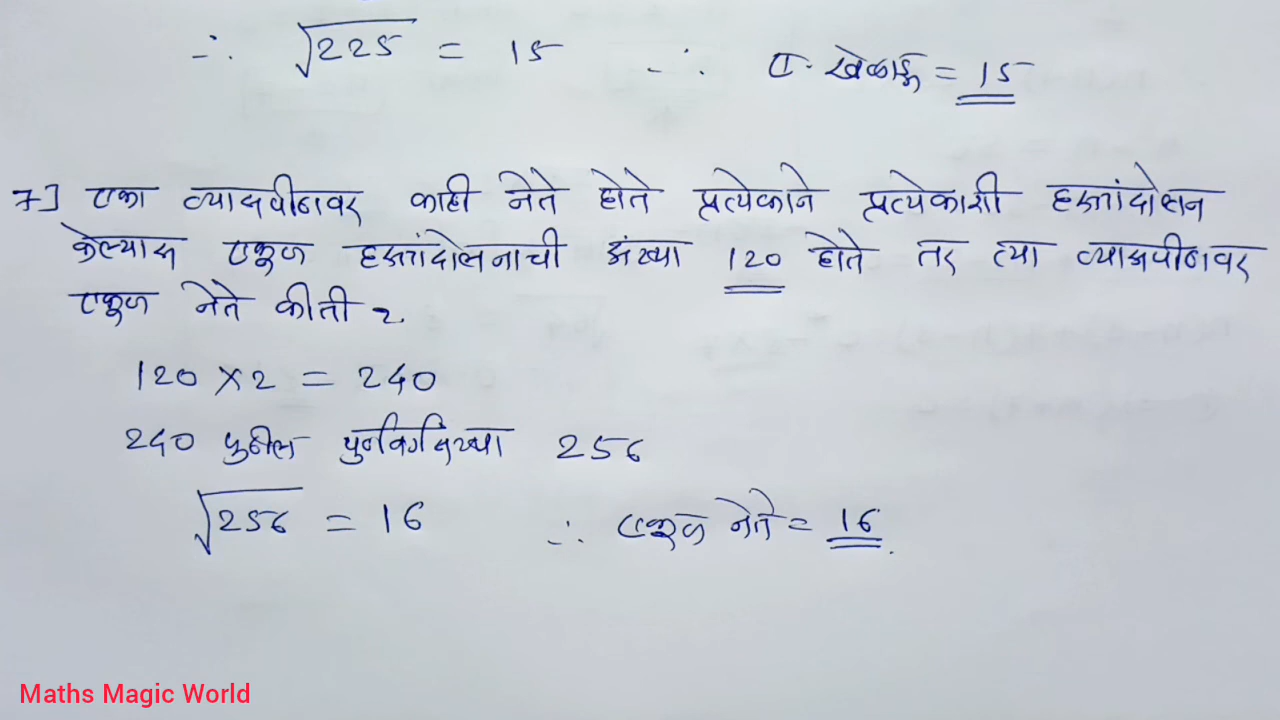 ∴ √225 = 15 ∴ ए. खेळाडू = 15
7] एका व्यासपीठावर काही नेते होते प्रत्येकाने प्रत्येकाशी हस्तांदोलन
केल्यास एकूण हस्तांदोलनाची संख्या 120 होते तर त्या व्यासपीठावर
एकूण नेते कीती ?
120 × 2 = 240
240 पुढील पुर्णवर्गसंख्या 256
√256 = 16 ∴ एकूण नेते = 16.
Maths Magic World